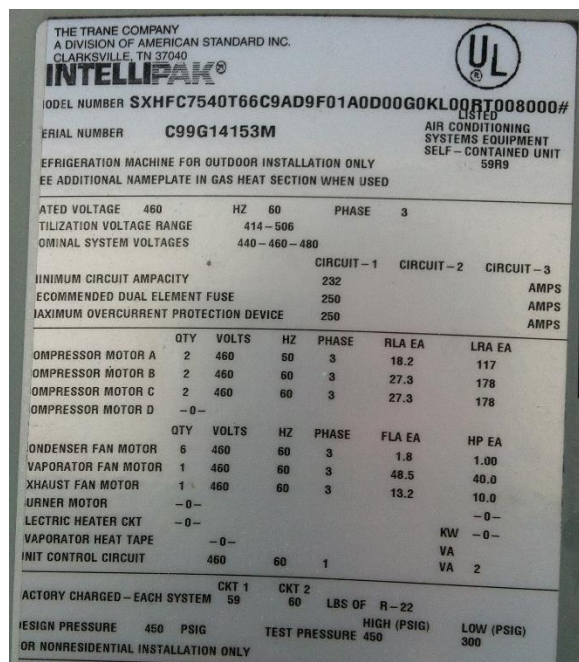 THE TRANE COMPANY
A DIVISION OF AMERICAN STANDARD INC.
CLARKSVILLE, TN 37040
INTELLIPAK®
UL®
ODEL NUMBER SXHFC7540T66C9AD9F01A0D00G0KL00RT008000#
LISTED
AIR CONDITIONING
SYSTEMS EQUIPMENT
SELF-CONTAINED UNIT
59R9
ERIAL NUMBER C99G14153M
EFRIGERATION MACHINE FOR OUTDOOR INSTALLATION ONLY
EE ADDITIONAL NAMEPLATE IN GAS HEAT SECTION WHEN USED
ATED VOLTAGE 460 HZ 60 PHASE 3
TILIZATION VOLTAGE RANGE 414-506
OMINAL SYSTEM VOLTAGES 440-460-480
CIRCUIT-1 CIRCUIT-2 CIRCUIT-3
INIMUM CIRCUIT AMPACITY 232 AMPS
ECOMMENDED DUAL ELEMENT FUSE 250 AMPS
AXIMUM OVERCURRENT PROTECTION DEVICE 250 AMPS
QTY VOLTS HZ PHASE RLA EA LRA EA
OMPRESSOR MOTOR A 2 460 60 3 18.2 117
OMPRESSOR MOTOR B 2 460 60 3 27.3 178
OMPRESSOR MOTOR C 2 460 60 3 27.3 178
OMPRESSOR MOTOR D -0-
QTY VOLTS HZ PHASE FLA EA HP EA
ONDENSER FAN MOTOR 6 460 60 3 1.8 1.00
VAPORATOR FAN MOTOR 1 460 60 3 48.5 40.0
XHAUST FAN MOTOR 1 460 60 3 13.2 10.0
URNER MOTOR -0- -0-
LECTRIC HEATER CKT -0- KW -0-
VAPORATOR HEAT TAPE -0- VA
NIT CONTROL CIRCUIT 460 60 1 VA 2
CKT 1 CKT 2
ACTORY CHARGED-EACH SYSTEM 59 60 LBS OF R-22
HIGH (PSIG) LOW (PSIG)
ESIGN PRESSURE 450 PSIG TEST PRESSURE 450 300
OR NONRESIDENTIAL INSTALLATION ONLY